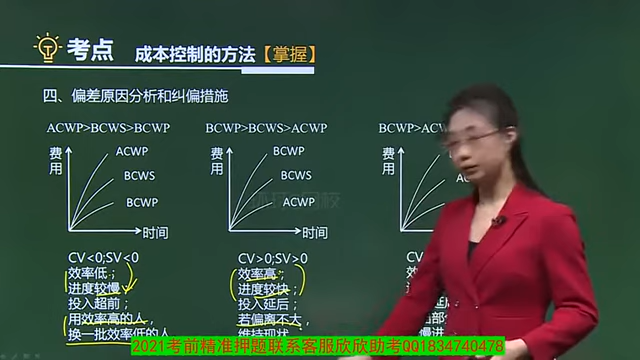 考点 成本控制的方法【掌握】
四、偏差原因分析和纠偏措施
ACWP>BCWS>BCWP
费用
ACWP
BCWS
BCWP
时间
CV<0;SV<0
效率低；
进度较慢；
投入超前；
用效率高的人，
换一批效率低的人
BCWP>BCWS>ACWP
费用
BCWP
BCWS
ACWP
时间
CV>0;SV>0
效率高；
进度较快；
投入延后；
若偏离不大，
维持现状
BCWP>AC
费用
2021考前精准押题联系客服欣欣助考QQ1834740478